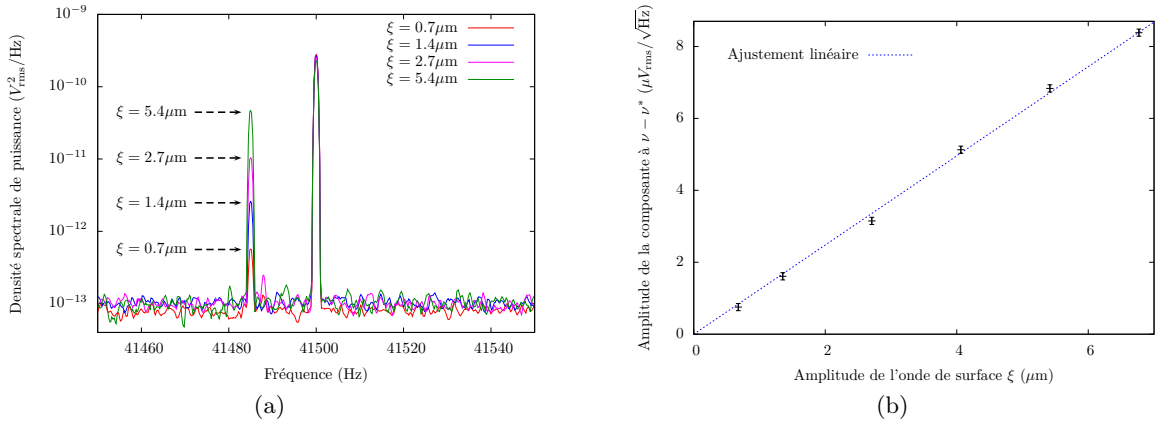 Densité spectrale de puissance (V²rms/Hz)
10⁻⁹
10⁻¹⁰
10⁻¹¹
10⁻¹²
10⁻¹³
ξ = 0.7μm
ξ = 1.4μm
ξ = 2.7μm
ξ = 5.4μm
ξ = 5.4μm
ξ = 2.7μm
ξ = 1.4μm
ξ = 0.7μm
41460 41480 41500 41520 41540
Fréquence (Hz)
(a)
Amplitude de la composante à ν − ν* (μVrms/√Hz)
8
6
4
2
0
Ajustement linéaire
0 2 4 6
Amplitude de l'onde de surface ξ (μm)
(b)